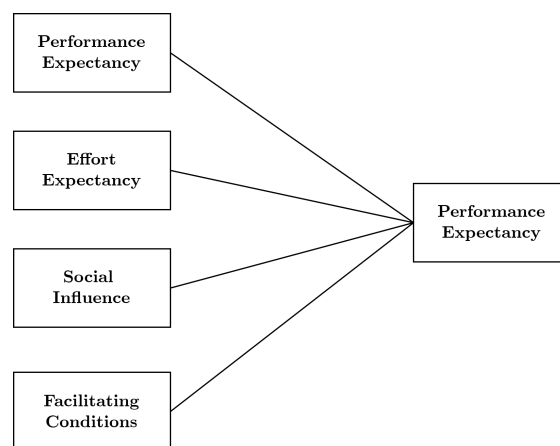 Performance
Expectancy
Effort
Expectancy
Social
Influence
Facilitating
Conditions
Performance
Expectancy